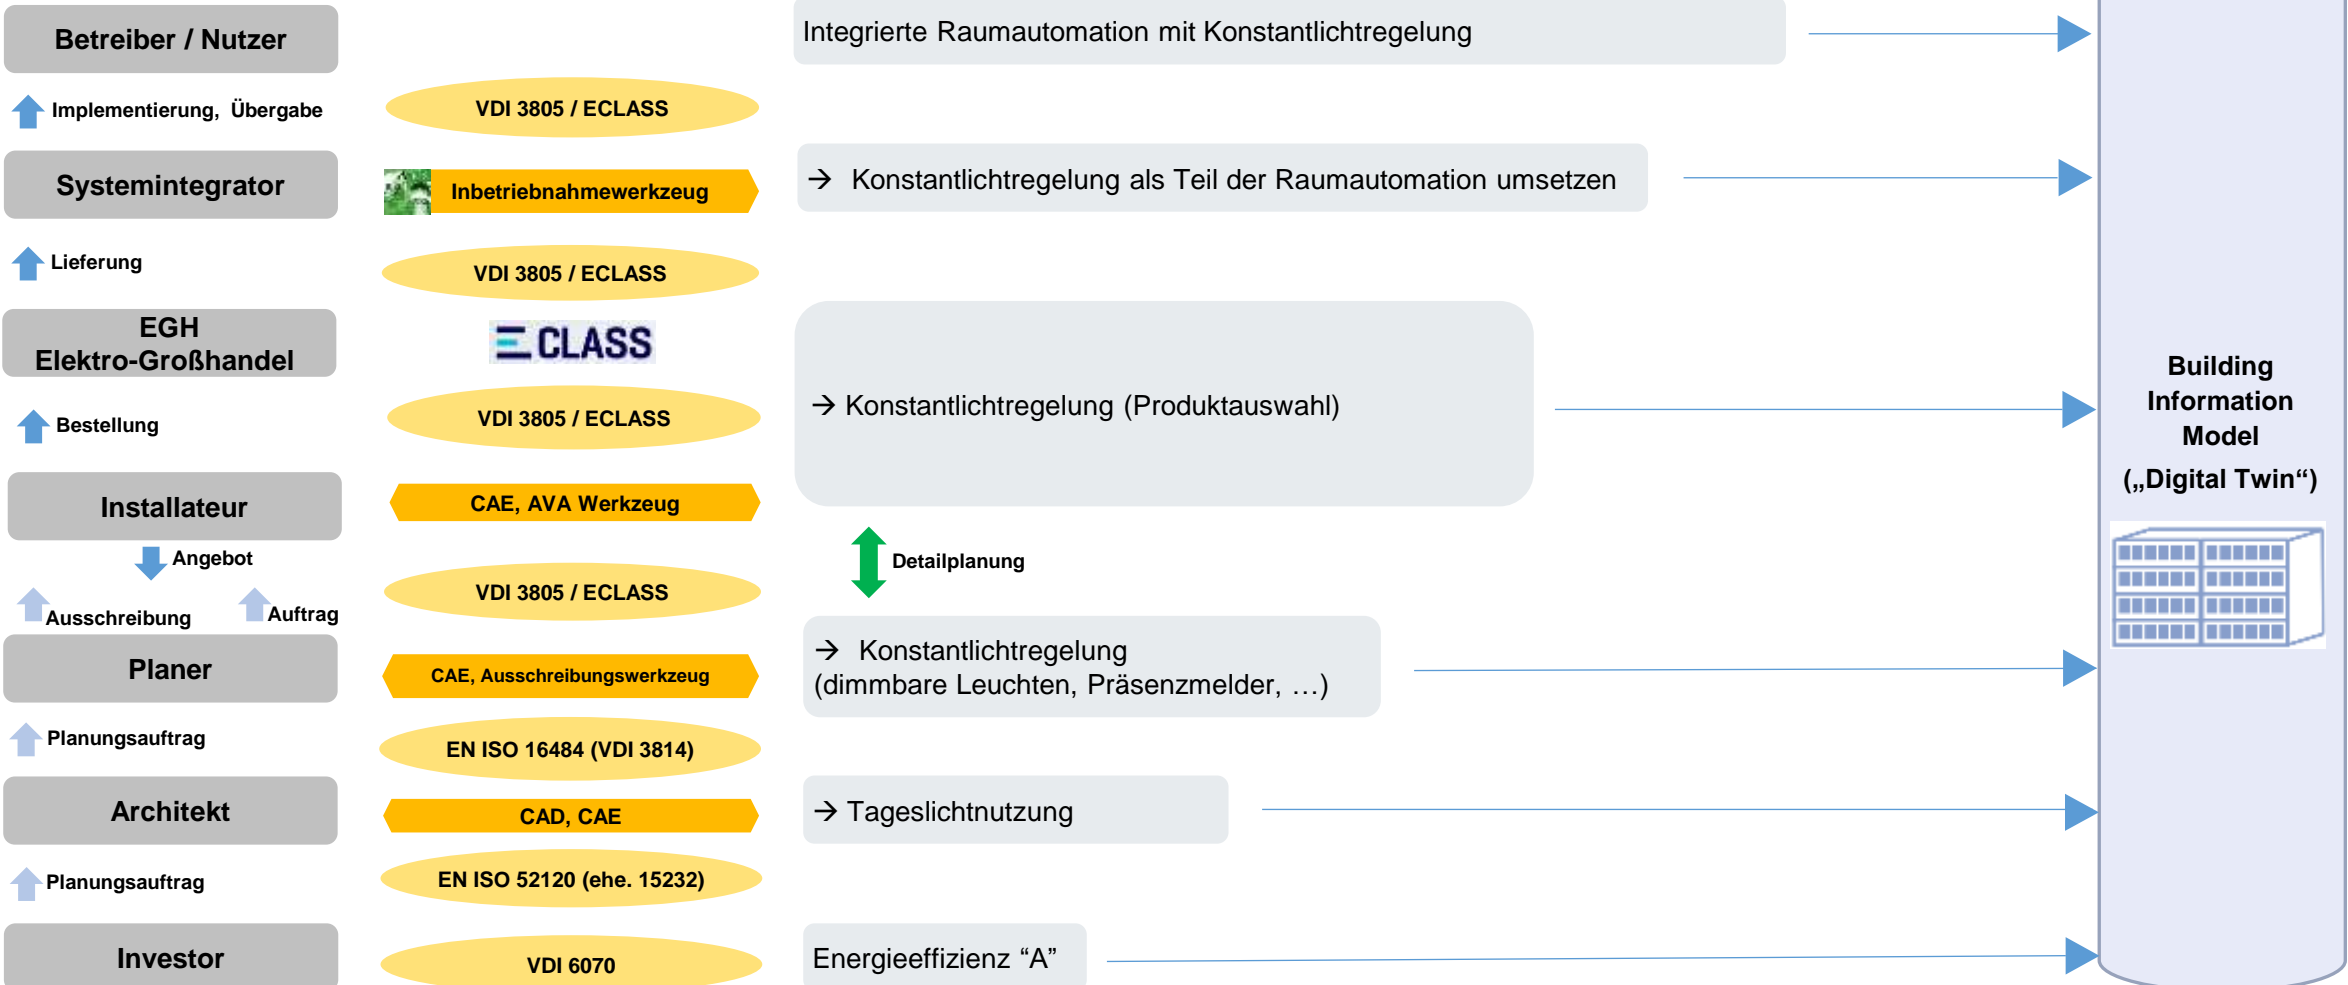 Betreiber / Nutzer
Integrierte Raumautomation mit Konstantlichtregelung
Implementierung, Übergabe
VDI 3805 / ECLASS
Systemintegrator
Inbetriebnahmewerkzeug
→ Konstantlichtregelung als Teil der Raumautomation umsetzen
Lieferung
VDI 3805 / ECLASS
EGH
Elektro-Großhandel
ECLASS
→ Konstantlichtregelung (Produktauswahl)
Bestellung
VDI 3805 / ECLASS
Installateur
CAE, AVA Werkzeug
Angebot
Detailplanung
Ausschreibung
Auftrag
VDI 3805 / ECLASS
Planer
CAE, Ausschreibungswerkzeug
→ Konstantlichtregelung
(dimmbare Leuchten, Präsenzmelder, …)
Planungsauftrag
EN ISO 16484 (VDI 3814)
Architekt
CAD, CAE
→ Tageslichtnutzung
Planungsauftrag
EN ISO 52120 (ehe. 15232)
Investor
VDI 6070
Energieeffizienz “A”
Building
Information
Model
(„Digital Twin“)